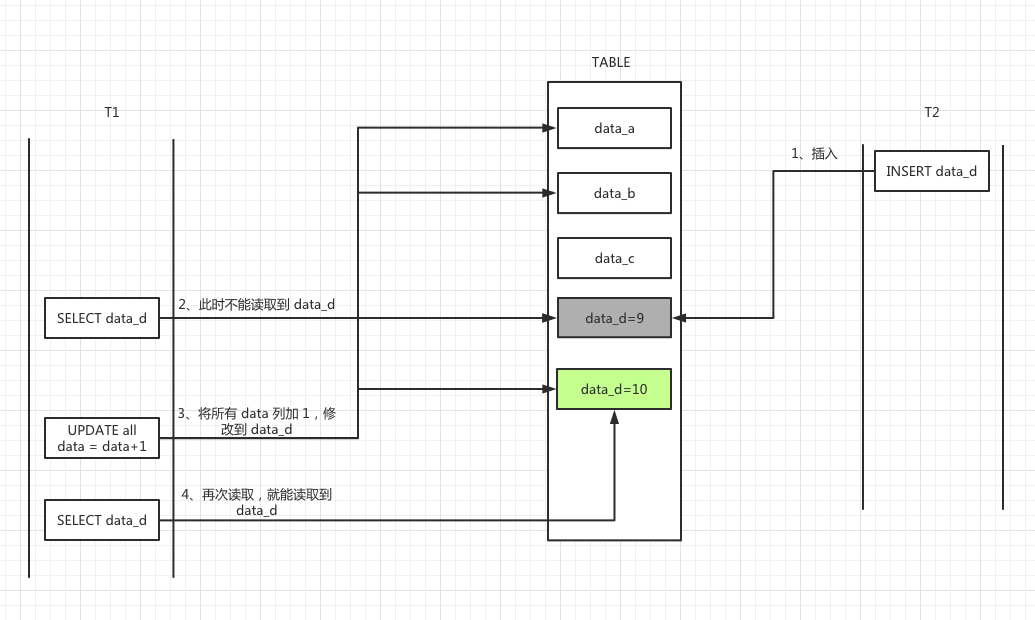 TABLE
T1
T2
data_a
1、插入
INSERT data_d
data_b
data_c
2、此时不能读取到 data_d
SELECT data_d
data_d=9
data_d=10
3、将所有 data 列加 1，修
改到 data_d
UPDATE all
data = data+1
4、再次读取，就能读取到
data_d
SELECT data_d